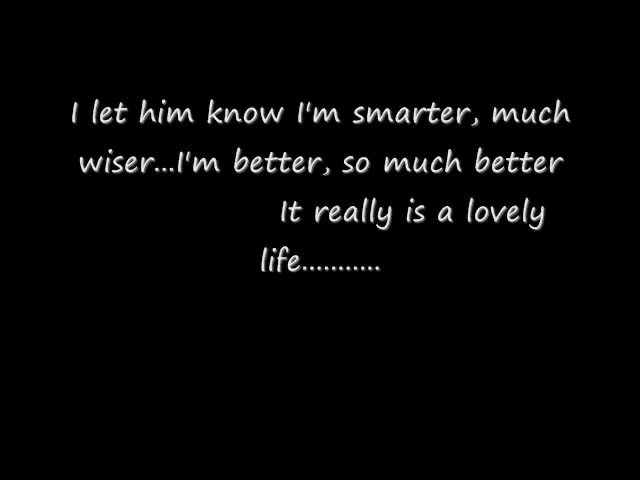 I let him know I'm smarter, much
wiser...I'm better, so much better
It really is a lovely
life...........